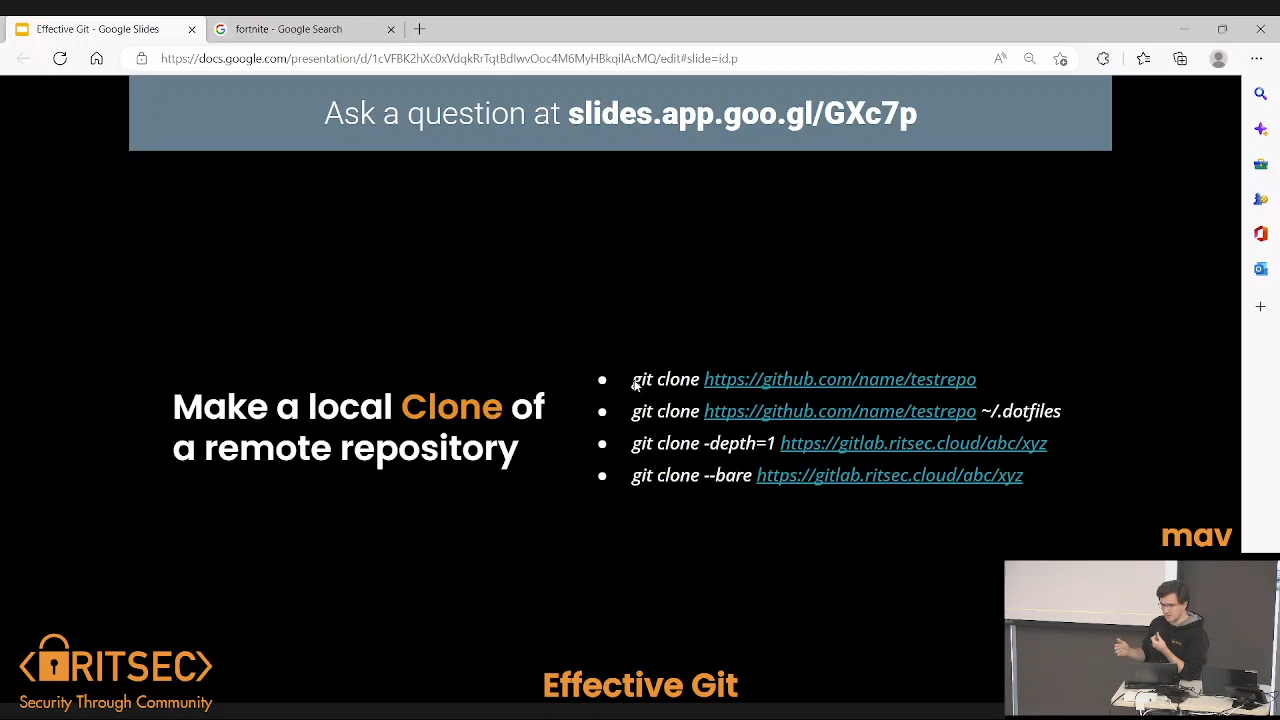 Effective Git - Google Slides
fortnite - Google Search
https://docs.google.com/presentation/d/1cVFBK2hXc0xVdqkRrTqtBdIwvOoc4M6MyHBkqilAcMQ/edit#slide=id.p
Ask a question at slides.app.goo.gl/GXc7p
Make a local Clone of
a remote repository
git clone https://github.com/name/testrepo
git clone https://github.com/name/testrepo ~/.dotfiles
git clone -depth=1 https://gitlab.ritsec.cloud/abc/xyz
git clone --bare https://gitlab.ritsec.cloud/abc/xyz
mav
RITSEC
Security Through Community
Effective Git